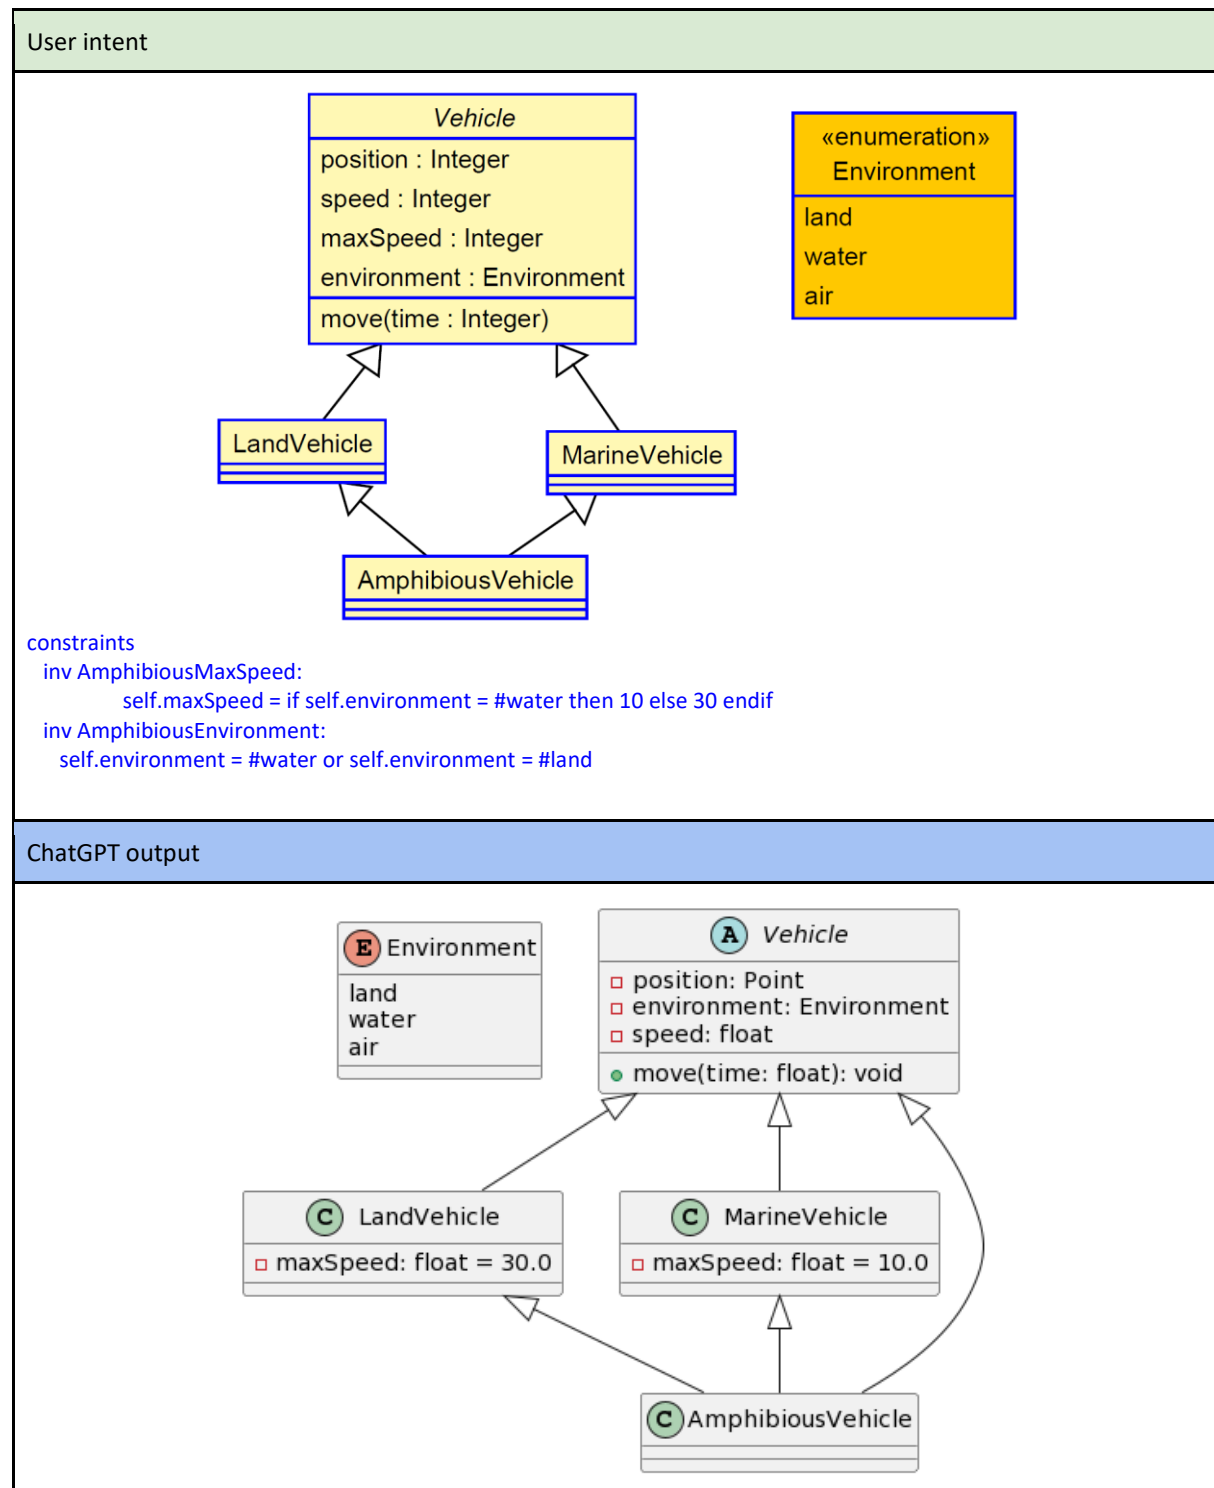 User intent
Vehicle
position : Integer
speed : Integer
maxSpeed : Integer
environment : Environment
move(time : Integer)
«enumeration»
Environment
land
water
air
LandVehicle
MarineVehicle
AmphibiousVehicle
constraints
inv AmphibiousMaxSpeed:
self.maxSpeed = if self.environment = #water then 10 else 30 endif
inv AmphibiousEnvironment:
self.environment = #water or self.environment = #land
ChatGPT output
E Environment
land
water
air
A Vehicle
position: Point
environment: Environment
speed: float
move(time: float): void
C LandVehicle
maxSpeed: float = 30.0
C MarineVehicle
maxSpeed: float = 10.0
C AmphibiousVehicle